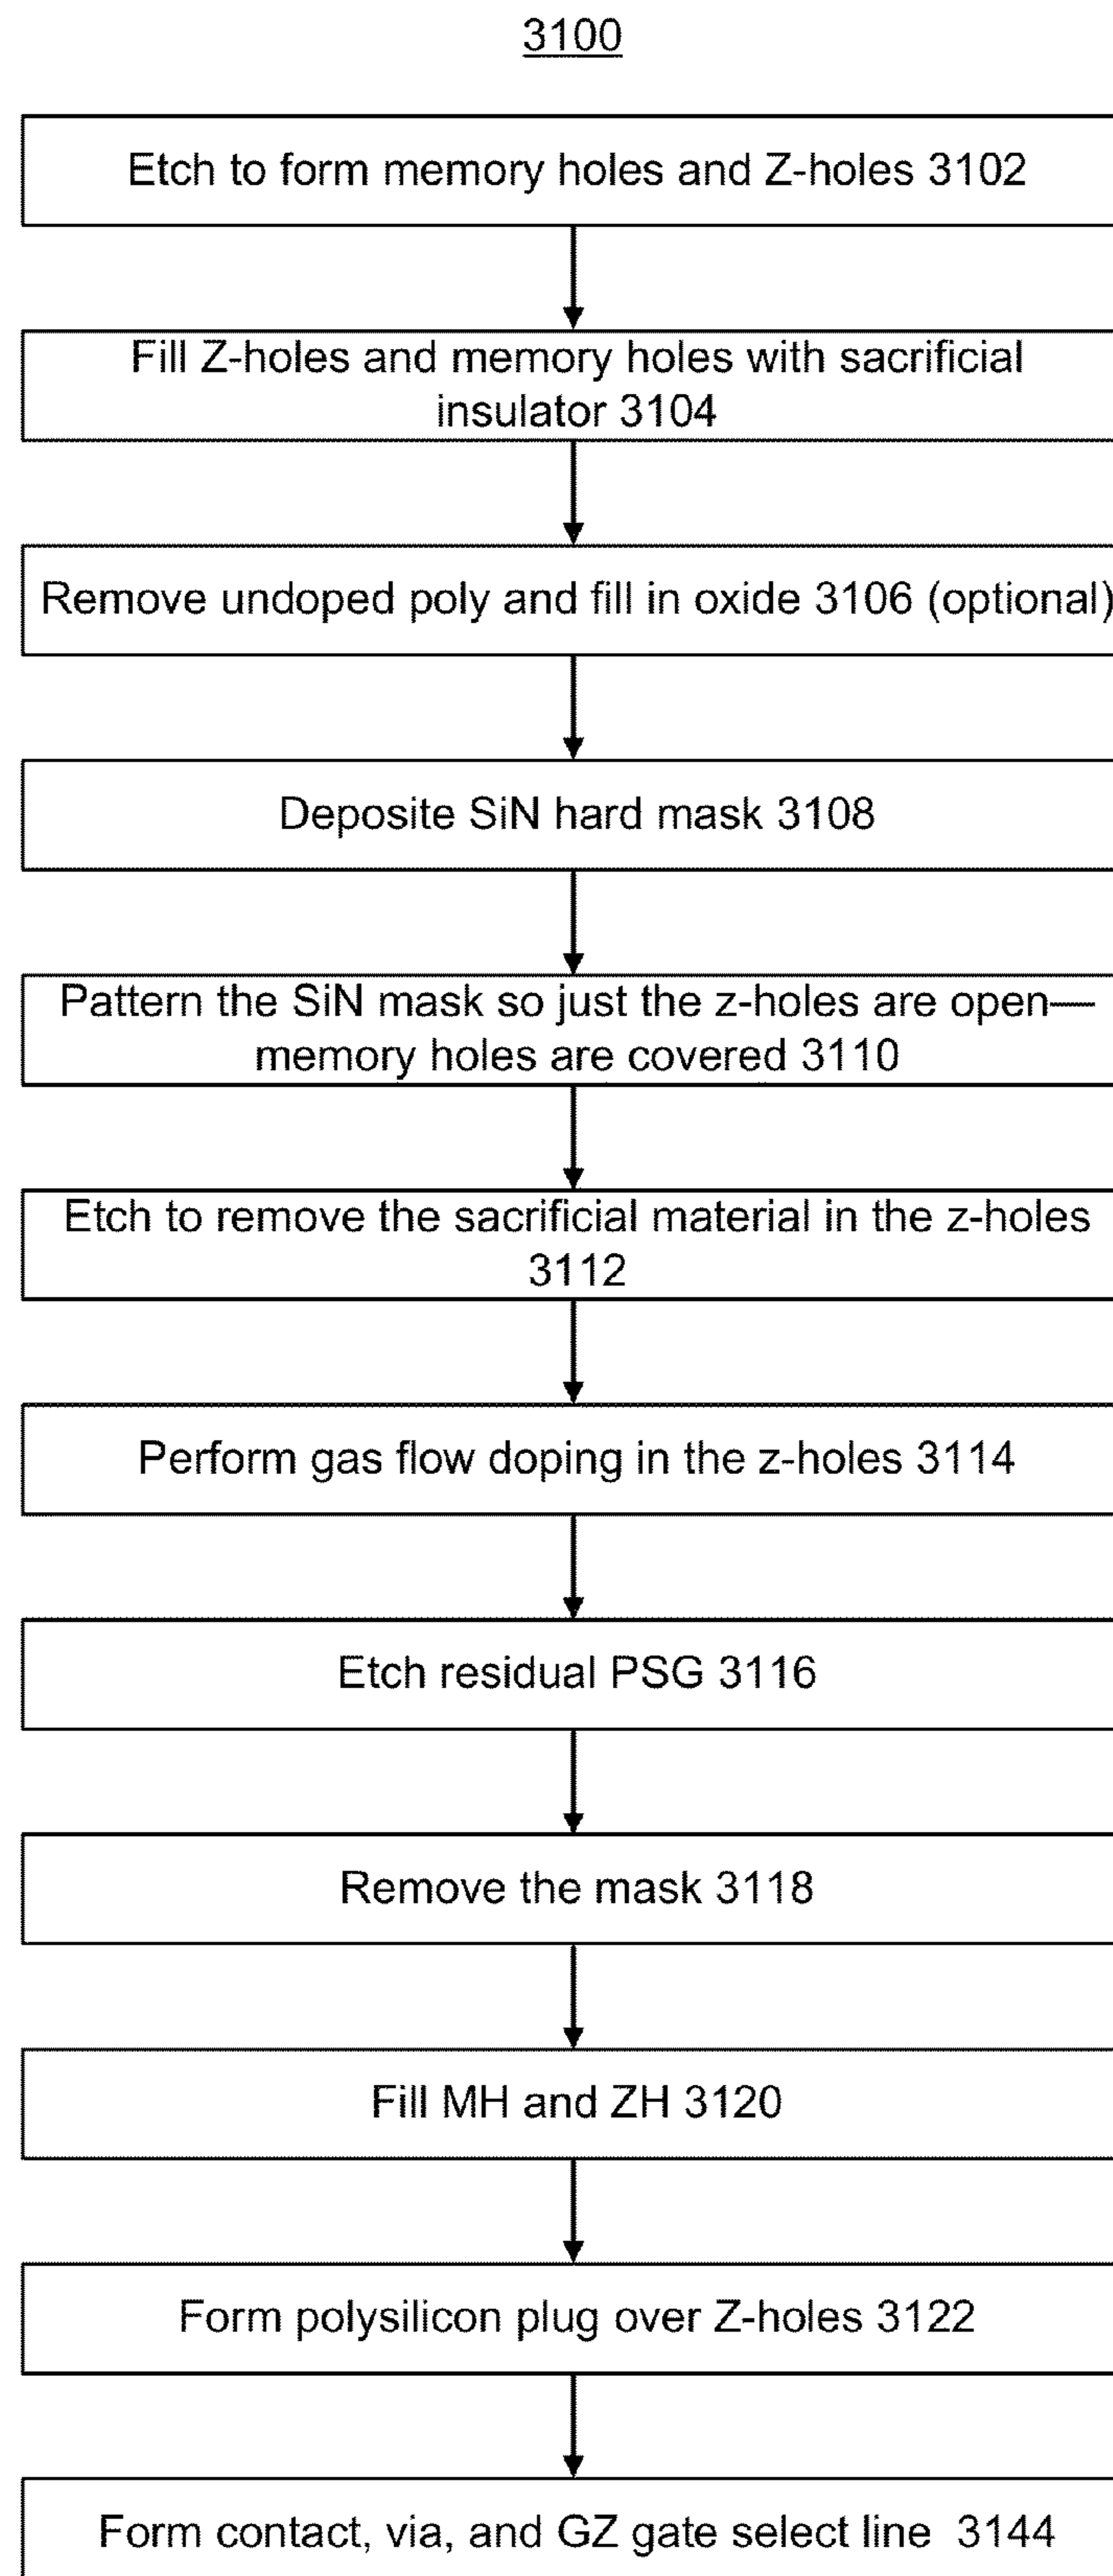 3100
Etch to form memory holes and Z-holes 3102
Fill Z-holes and memory holes with sacrificial
insulator 3104
Remove undoped poly and fill in oxide 3106 (optional)
Deposite SiN hard mask 3108
Pattern the SiN mask so just the z-holes are open—
memory holes are covered 3110
Etch to remove the sacrificial material in the z-holes
3112
Perform gas flow doping in the z-holes 3114
Etch residual PSG 3116
Remove the mask 3118
Fill MH and ZH 3120
Form polysilicon plug over Z-holes 3122
Form contact, via, and GZ gate select line 3144